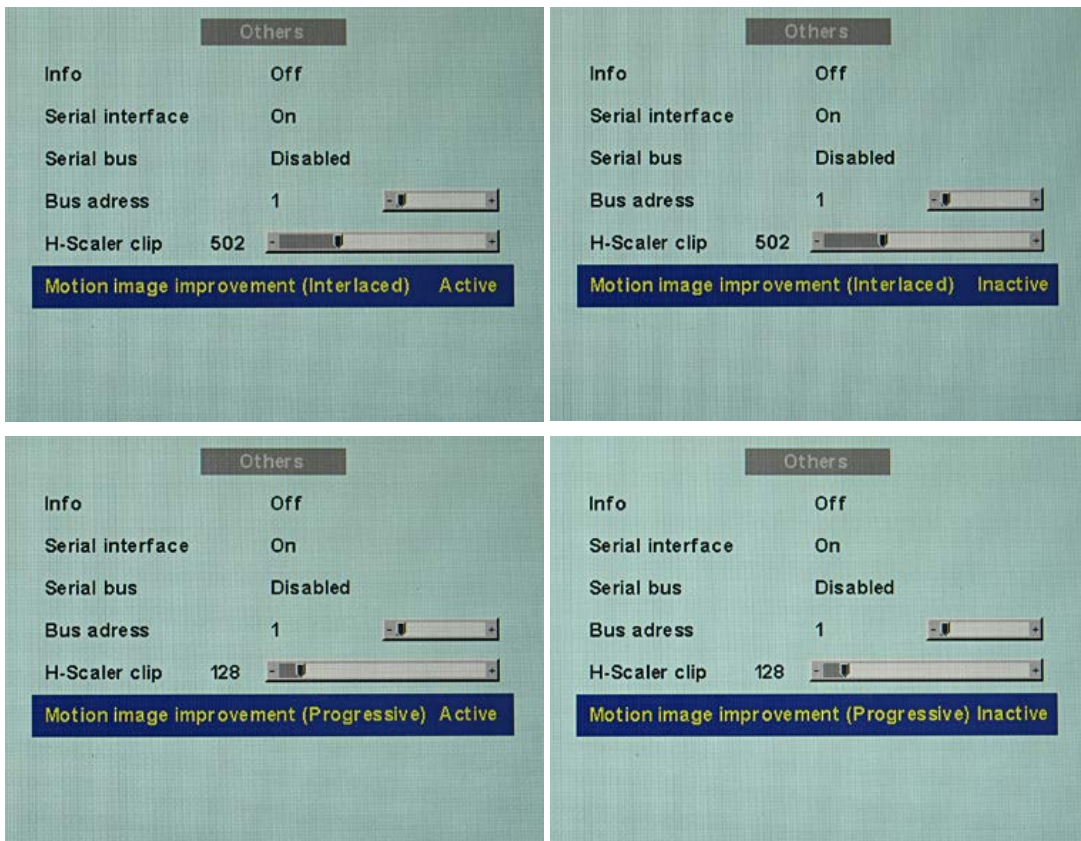 Others
Info Off
Serial interface On
Serial bus Disabled
Bus adress 1 - +
H-Scaler clip 502 - +
Motion image improvement (Interlaced) Active
Others
Info Off
Serial interface On
Serial bus Disabled
Bus adress 1 - +
H-Scaler clip 502 - +
Motion image improvement (Interlaced) Inactive
Others
Info Off
Serial interface On
Serial bus Disabled
Bus adress 1 - +
H-Scaler clip 128 - +
Motion image improvement (Progressive) Active
Others
Info Off
Serial interface On
Serial bus Disabled
Bus adress 1 - +
H-Scaler clip 128 - +
Motion image improvement (Progressive) Inactive